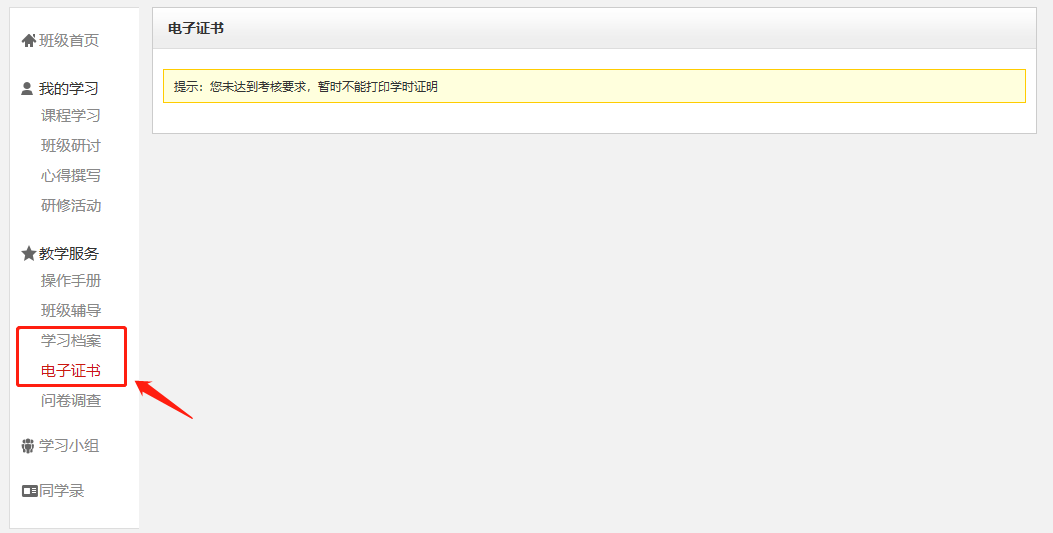 班级首页
我的学习
课程学习
班级研讨
心得撰写
研修活动
教学服务
操作手册
班级辅导
学习档案
电子证书
问卷调查
学习小组
同学录
电子证书
提示：您未达到考核要求，暂时不能打印学时证明